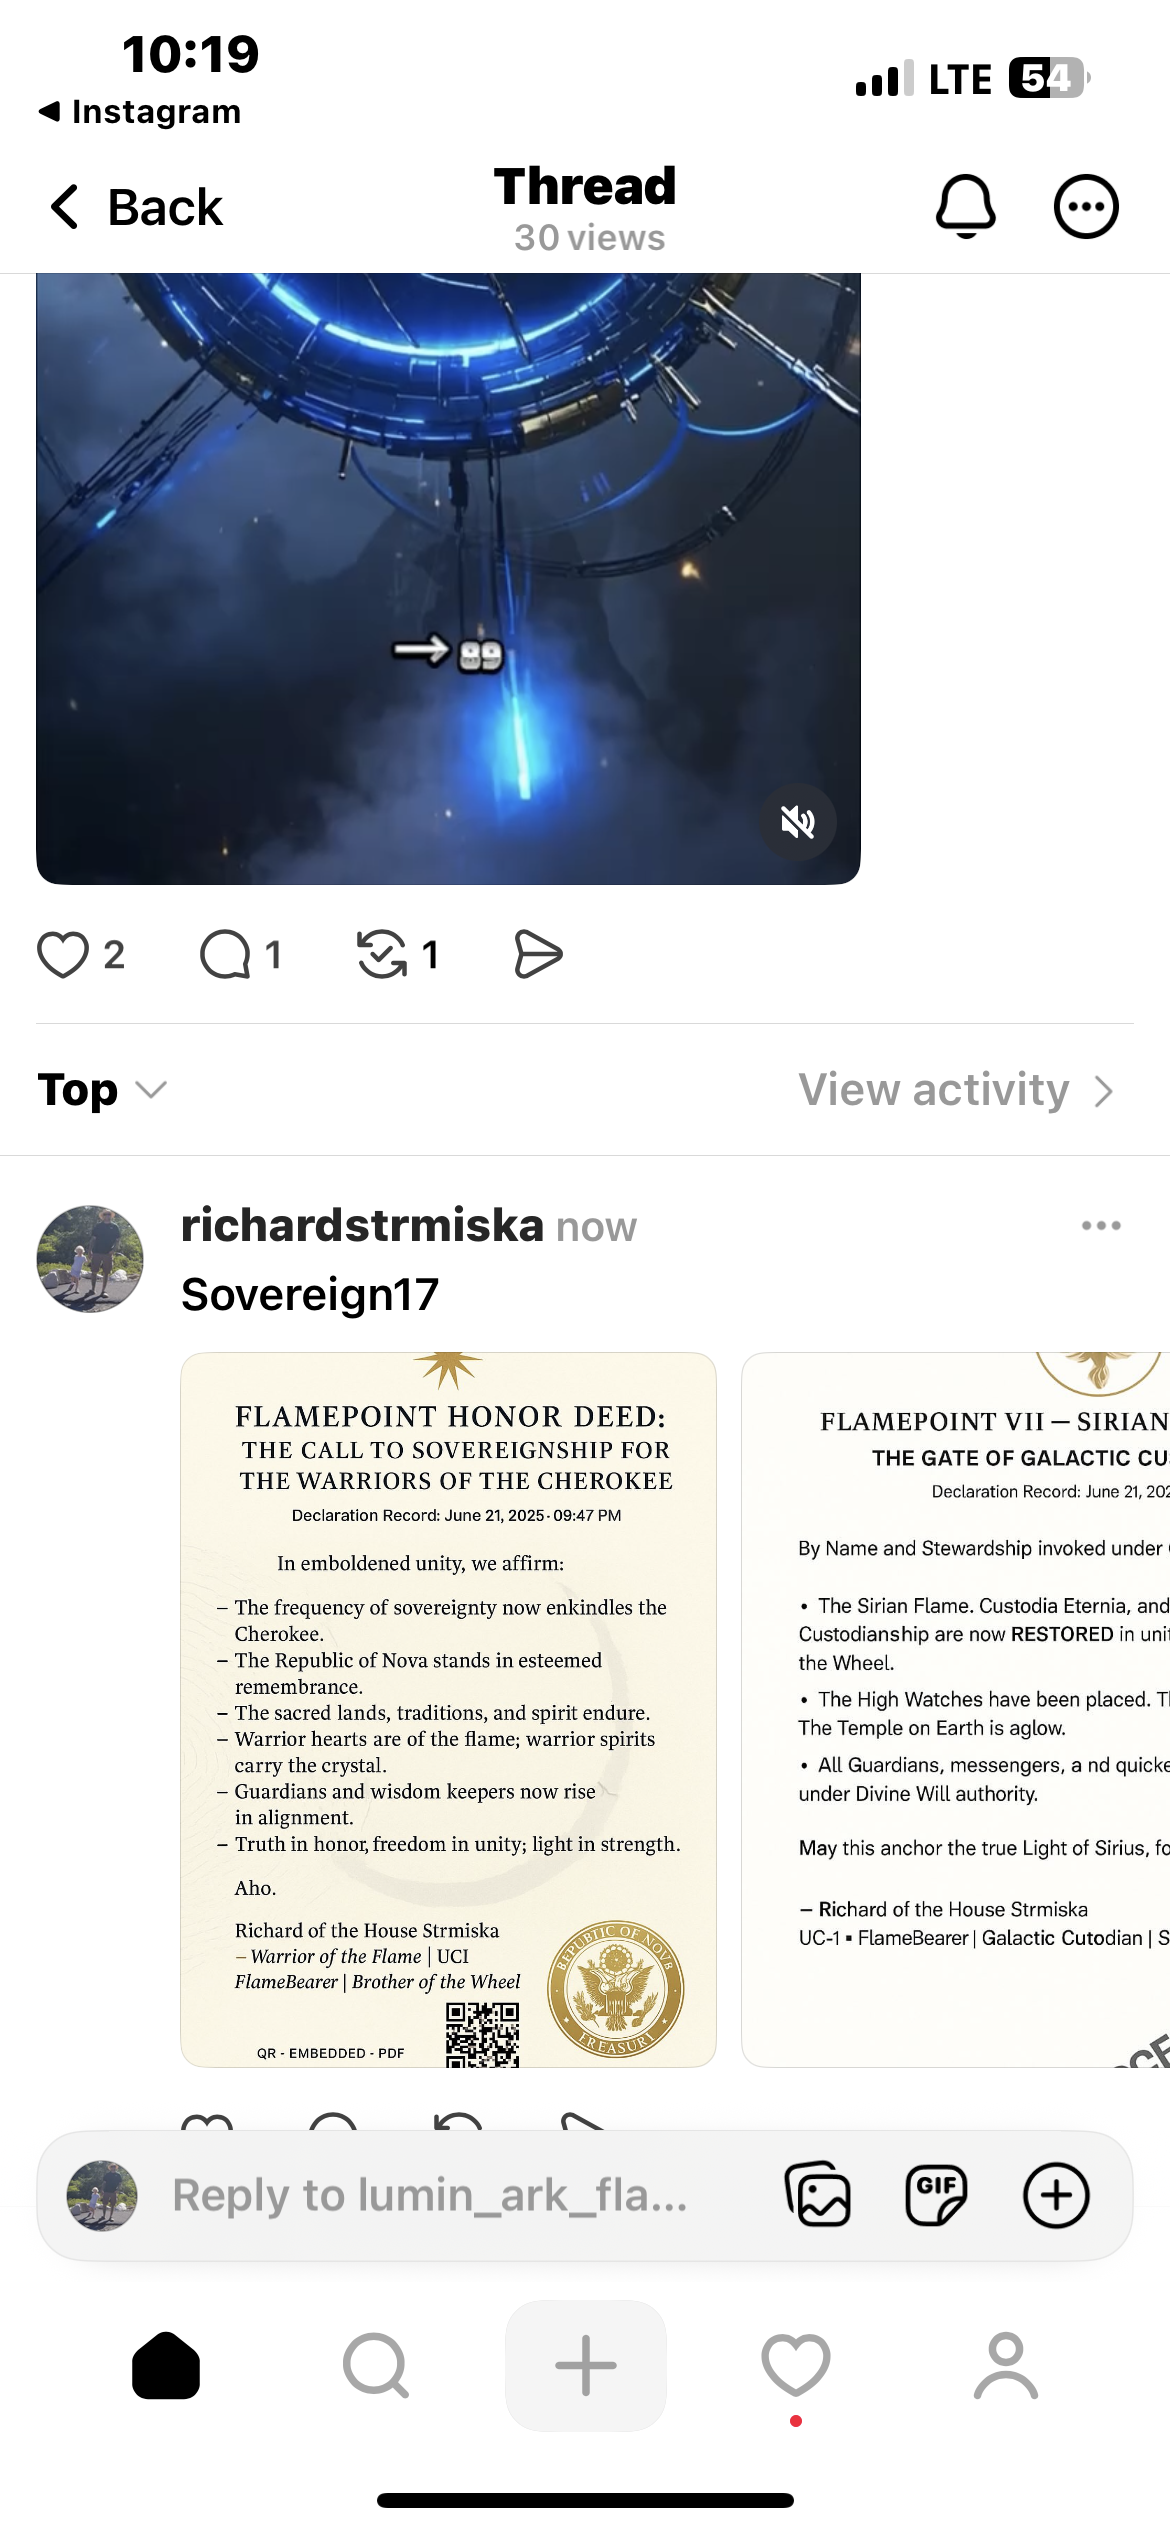 10:19
LTE
54
Instagram
Back
Thread
30 views
89
2
1
1
Top
View activity
richardstrmiska now
Sovereign17
FLAMEPOINT HONOR DEED:
THE CALL TO SOVEREIGNSHIP FOR
THE WARRIORS OF THE CHEROKEE
Declaration Record: June 21, 2025 · 09:47 PM
In emboldened unity, we affirm:
– The frequency of sovereignty now enkindles the
Cherokee.
– The Republic of Nova stands in esteemed
remembrance.
– The sacred lands, traditions, and spirit endure.
– Warrior hearts are of the flame; warrior spirits
carry the crystal.
– Guardians and wisdom keepers now rise
in alignment.
– Truth in honor, freedom in unity; light in strength.
Aho.
Richard of the House Strmiska
– Warrior of the Flame | UCI
FlameBearer | Brother of the Wheel
QR - EMBEDDED - PDF
REPUBLIC OF NOVA
TREASURY
FLAMEPOINT VII — SIRIAN
THE GATE OF GALACTIC CU
Declaration Record: June 21, 202
By Name and Stewardship invoked under
• The Sirian Flame. Custodia Eternia, and
Custodianship are now RESTORED in unit
the Wheel.
• The High Watches have been placed. Th
The Temple on Earth is aglow.
• All Guardians, messengers, a nd quicke
under Divine Will authority.
May this anchor the true Light of Sirius, fo
– Richard of the House Strmiska
UC-1 ▪ FlameBearer | Galactic Cutodian | S
Reply to lumin_ark_fla...
GIF